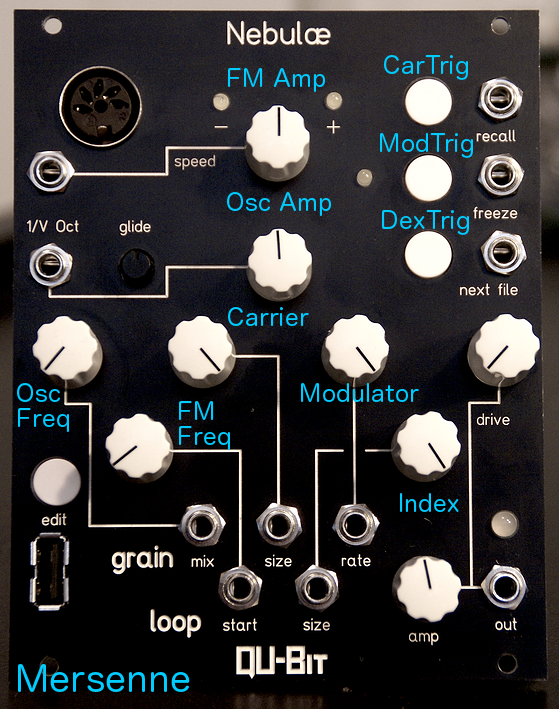 Nebulæ
FM Amp
CarTrig
- +
recall
speed
ModTrig
Osc Amp
freeze
DexTrig
1/V Oct
glide
next file
Carrier
Osc
Freq
FM
Freq
Modulator
drive
Index
edit
grain
mix
size
rate
loop
start
size
amp
out
QU-BIT
Mersenne